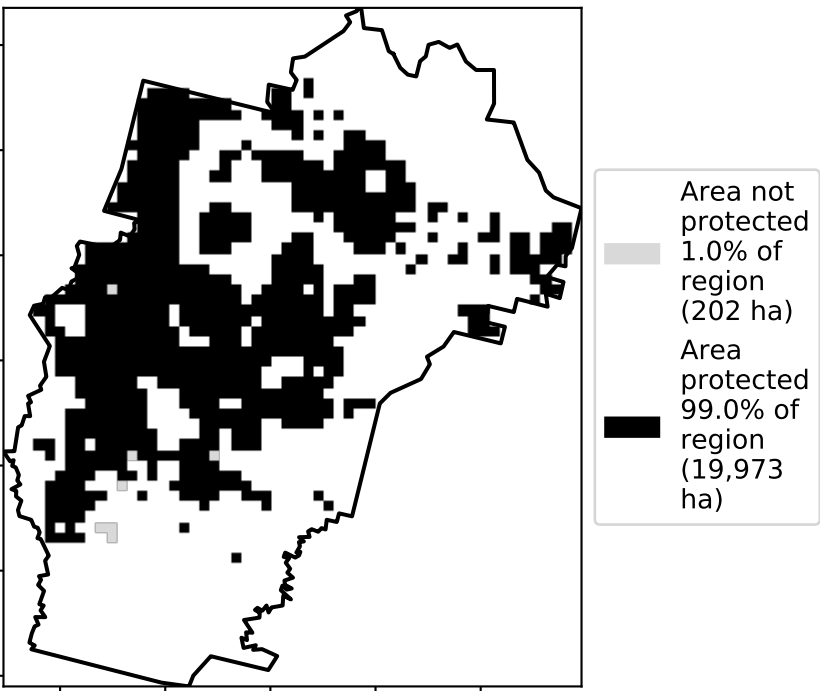 Area not
protected
1.0% of
region
(202 ha)
Area
protected
99.0% of
region
(19,973
ha)